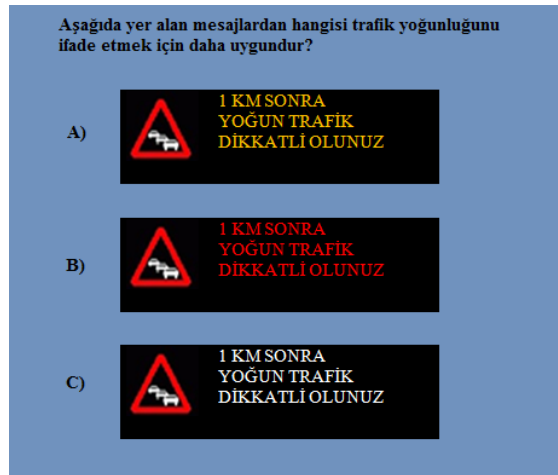 Aşağıda yer alan mesajlardan hangisi trafik yoğunluğunu
ifade etmek için daha uygundur?
A)
1 KM SONRA
YOĞUN TRAFİK
DİKKATLİ OLUNUZ
B)
1 KM SONRA
YOĞUN TRAFİK
DİKKATLİ OLUNUZ
C)
1 KM SONRA
YOĞUN TRAFİK
DİKKATLİ OLUNUZ